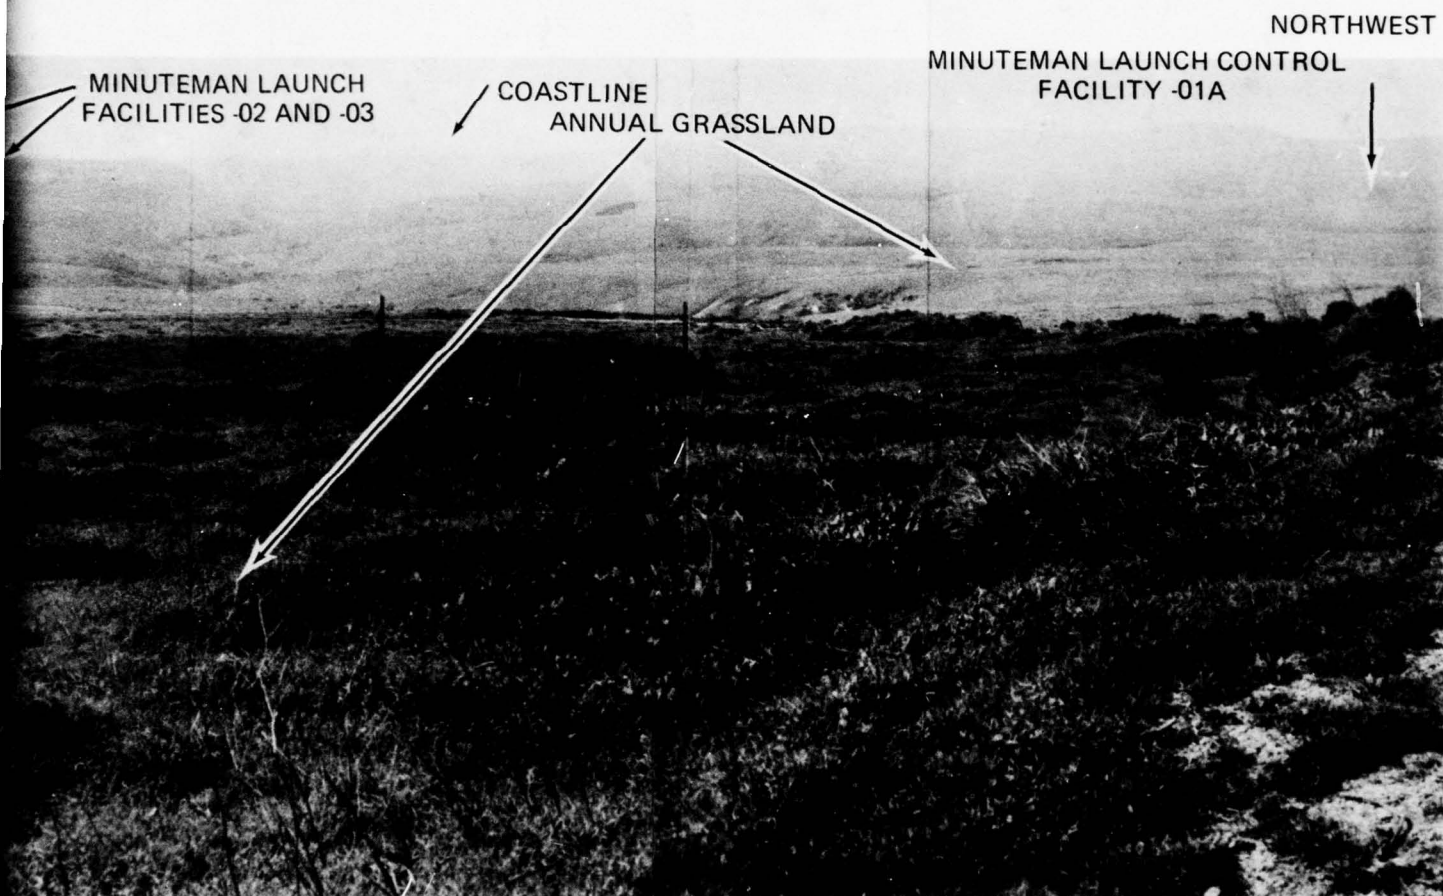 NORTHWEST
MINUTEMAN LAUNCH
FACILITIES -02 AND -03
COASTLINE
ANNUAL GRASSLAND
MINUTEMAN LAUNCH CONTROL
FACILITY -01A